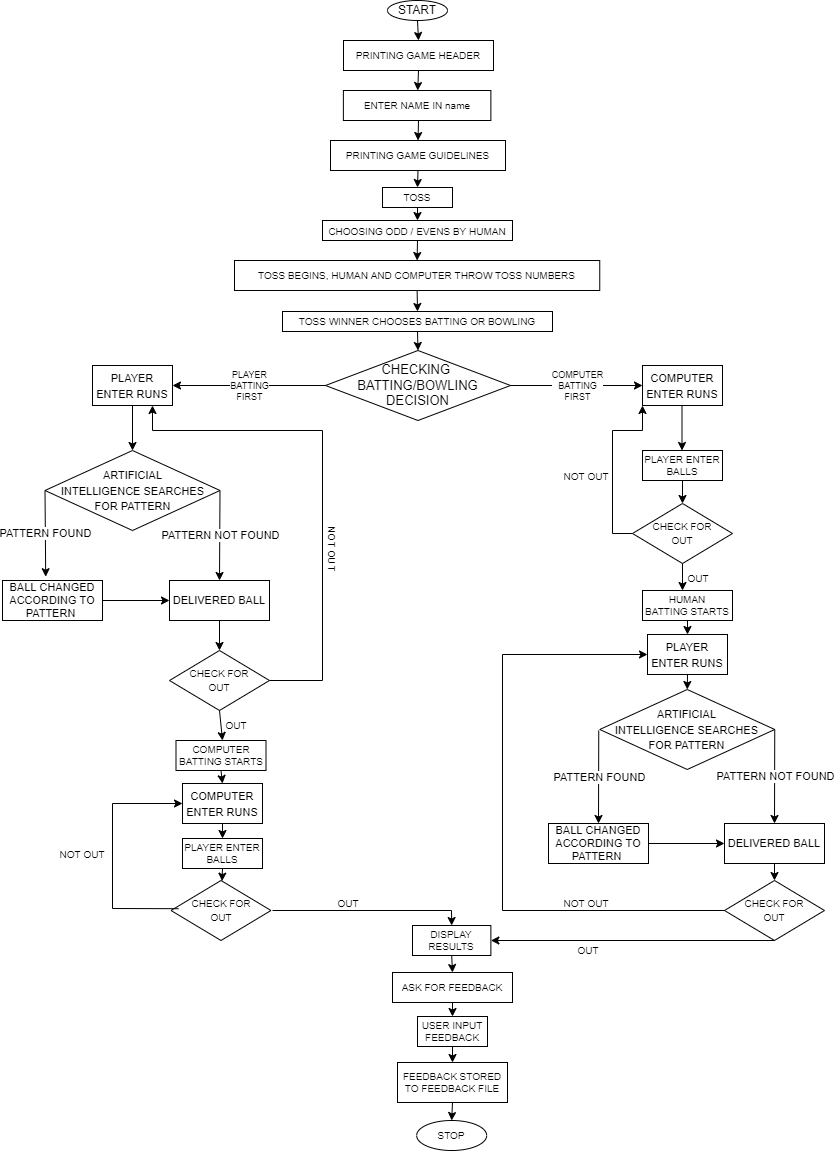 START
PRINTING GAME HEADER
ENTER NAME IN name
PRINTING GAME GUIDELINES
TOSS
CHOOSING ODD / EVENS BY HUMAN
TOSS BEGINS, HUMAN AND COMPUTER THROW TOSS NUMBERS
TOSS WINNER CHOOSES BATTING OR BOWLING
CHECKING
BATTING/BOWLING
DECISION
PLAYER
BATTING
FIRST
PLAYER
ENTER RUNS
ARTIFICIAL
INTELLIGENCE SEARCHES
FOR PATTERN
PATTERN FOUND
PATTERN NOT FOUND
BALL CHANGED
ACCORDING TO
PATTERN
DELIVERED BALL
NOT OUT
CHECK FOR
OUT
OUT
COMPUTER
BATTING STARTS
COMPUTER
ENTER RUNS
PLAYER ENTER
BALLS
NOT OUT
CHECK FOR
OUT
OUT
COMPUTER
BATTING
FIRST
COMPUTER
ENTER RUNS
PLAYER ENTER
BALLS
NOT OUT
CHECK FOR
OUT
OUT
HUMAN
BATTING STARTS
PLAYER
ENTER RUNS
ARTIFICIAL
INTELLIGENCE SEARCHES
FOR PATTERN
PATTERN FOUND
PATTERN NOT FOUND
BALL CHANGED
ACCORDING TO
PATTERN
DELIVERED BALL
NOT OUT
CHECK FOR
OUT
OUT
DISPLAY
RESULTS
ASK FOR FEEDBACK
USER INPUT
FEEDBACK
FEEDBACK STORED
TO FEEDBACK FILE
STOP